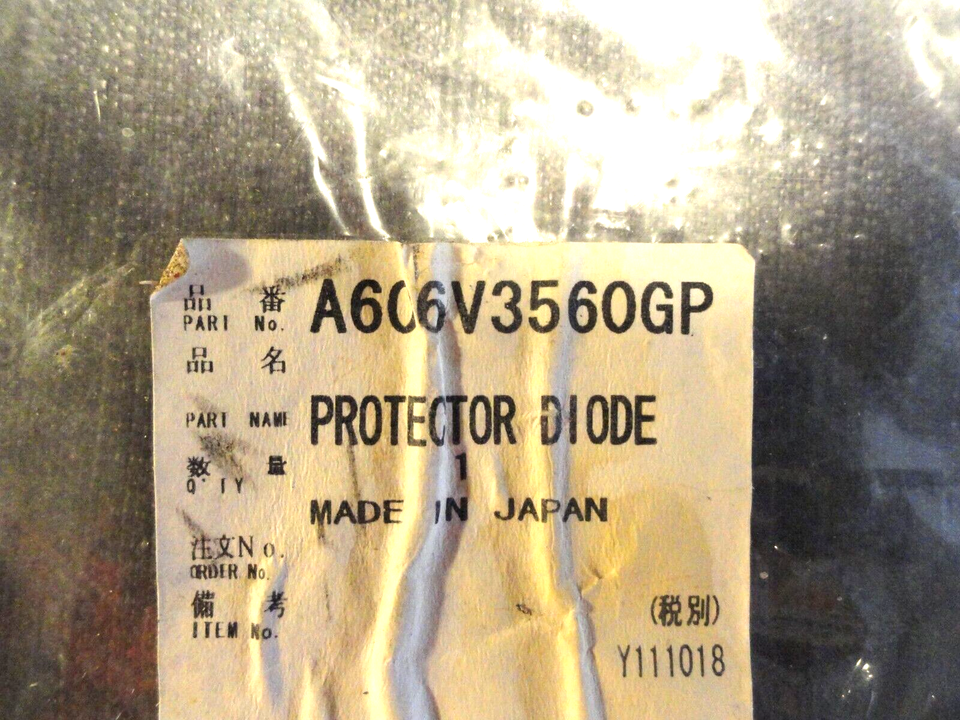 品番 A606V3560GP
PART No.
品名
PART NAME PROTECTOR DIODE
数量 1
Q'TY
MADE IN JAPAN
注文No.
ORDER No.
備考
ITEM No.
(税別)
Y111018